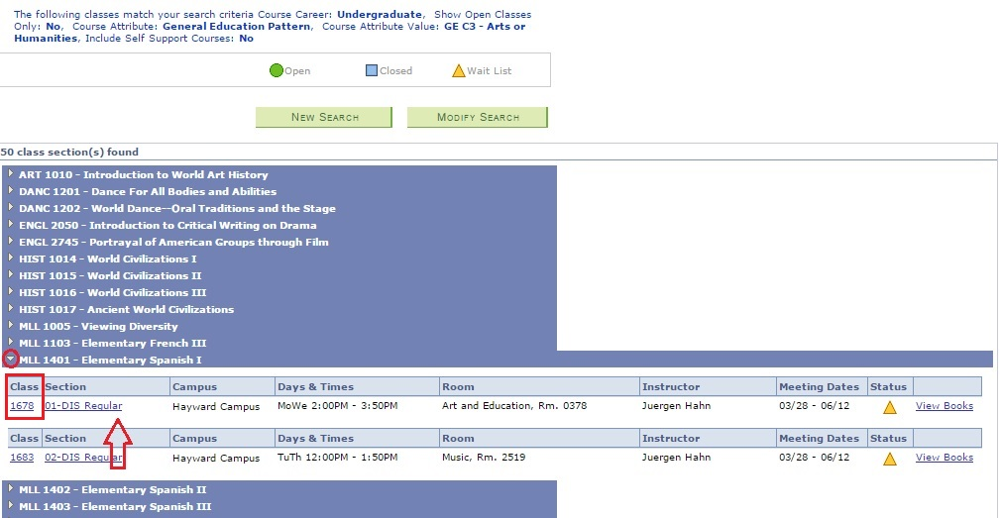 The following classes match your search criteria Course Career: Undergraduate,  Show Open Classes
Only: No,  Course Attribute: General Education Pattern,  Course Attribute Value: GE C3 - Arts or
Humanities, Include Self Support Courses: No
Open Closed Wait List
New Search Modify Search
50 class section(s) found
ART 1010 - Introduction to World Art History
DANC 1201 - Dance For All Bodies and Abilities
DANC 1202 - World Dance--Oral Traditions and the Stage
ENGL 2050 - Introduction to Critical Writing on Drama
ENGL 2745 - Portrayal of American Groups through Film
HIST 1014 - World Civilizations I
HIST 1015 - World Civilizations II
HIST 1016 - World Civilizations III
HIST 1017 - Ancient World Civilizations
MLL 1005 - Viewing Diversity
MLL 1103 - Elementary French III
MLL 1401 - Elementary Spanish I
Class Section Campus Days & Times Room Instructor Meeting Dates Status
1678 01-DIS Regular Hayward Campus MoWe 2:00PM - 3:50PM Art and Education, Rm. 0378 Juergen Hahn 03/28 - 06/12 View Books
Class Section Campus Days & Times Room Instructor Meeting Dates Status
1683 02-DIS Regular Hayward Campus TuTh 12:00PM - 1:50PM Music, Rm. 2519 Juergen Hahn 03/28 - 06/12 View Books
MLL 1402 - Elementary Spanish II
MLL 1403 - Elementary Spanish III